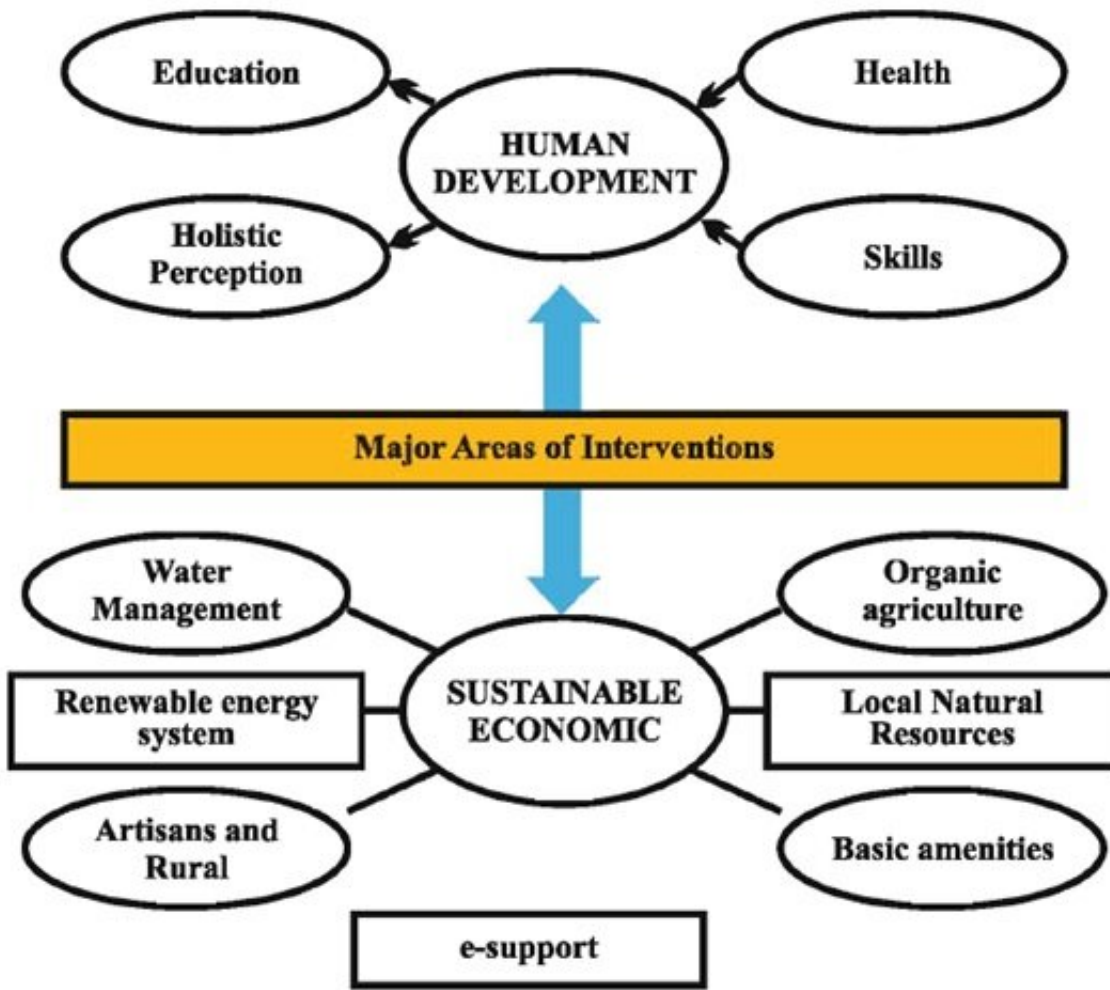 Education
Health
HUMAN
DEVELOPMENT
Holistic
Perception
Skills
Major Areas of Interventions
Water
Management
Organic
agriculture
Renewable energy
system
SUSTAINABLE
ECONOMIC
Local Natural
Resources
Artisans and
Rural
Basic amenities
e-support